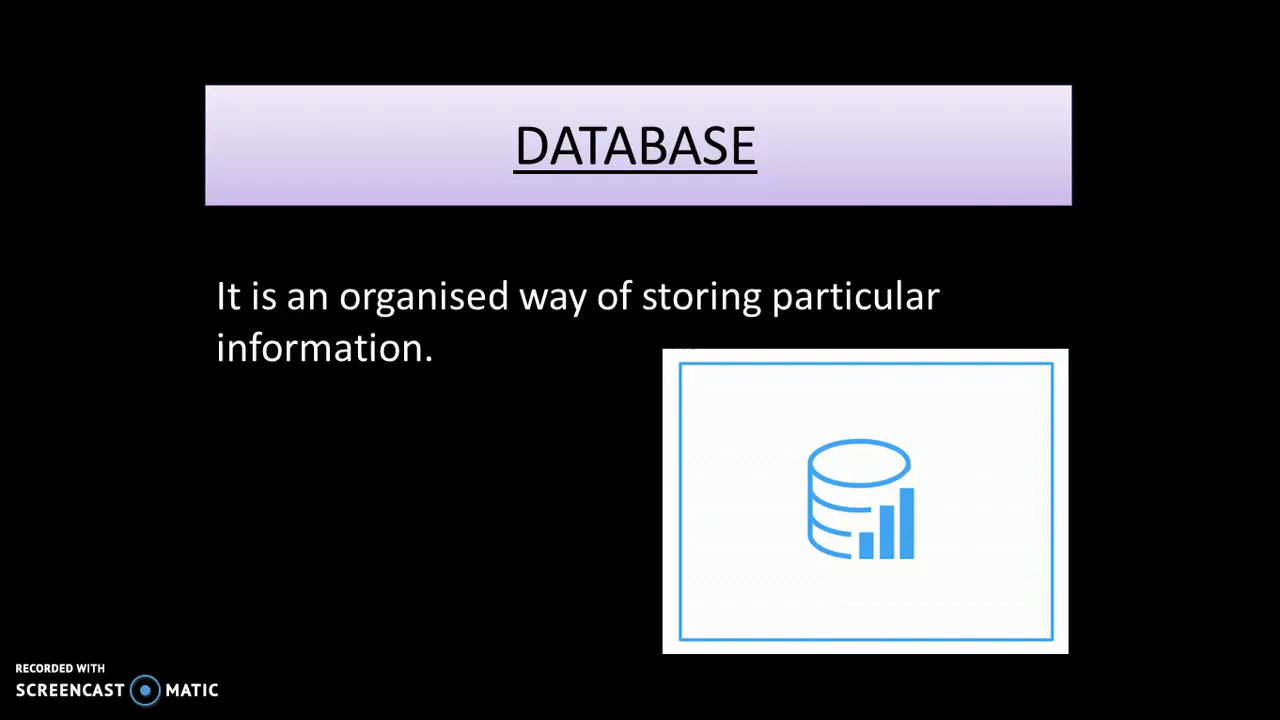 DATABASE
It is an organised way of storing particular
information.
RECORDED WITH
SCREENCAST MATIC